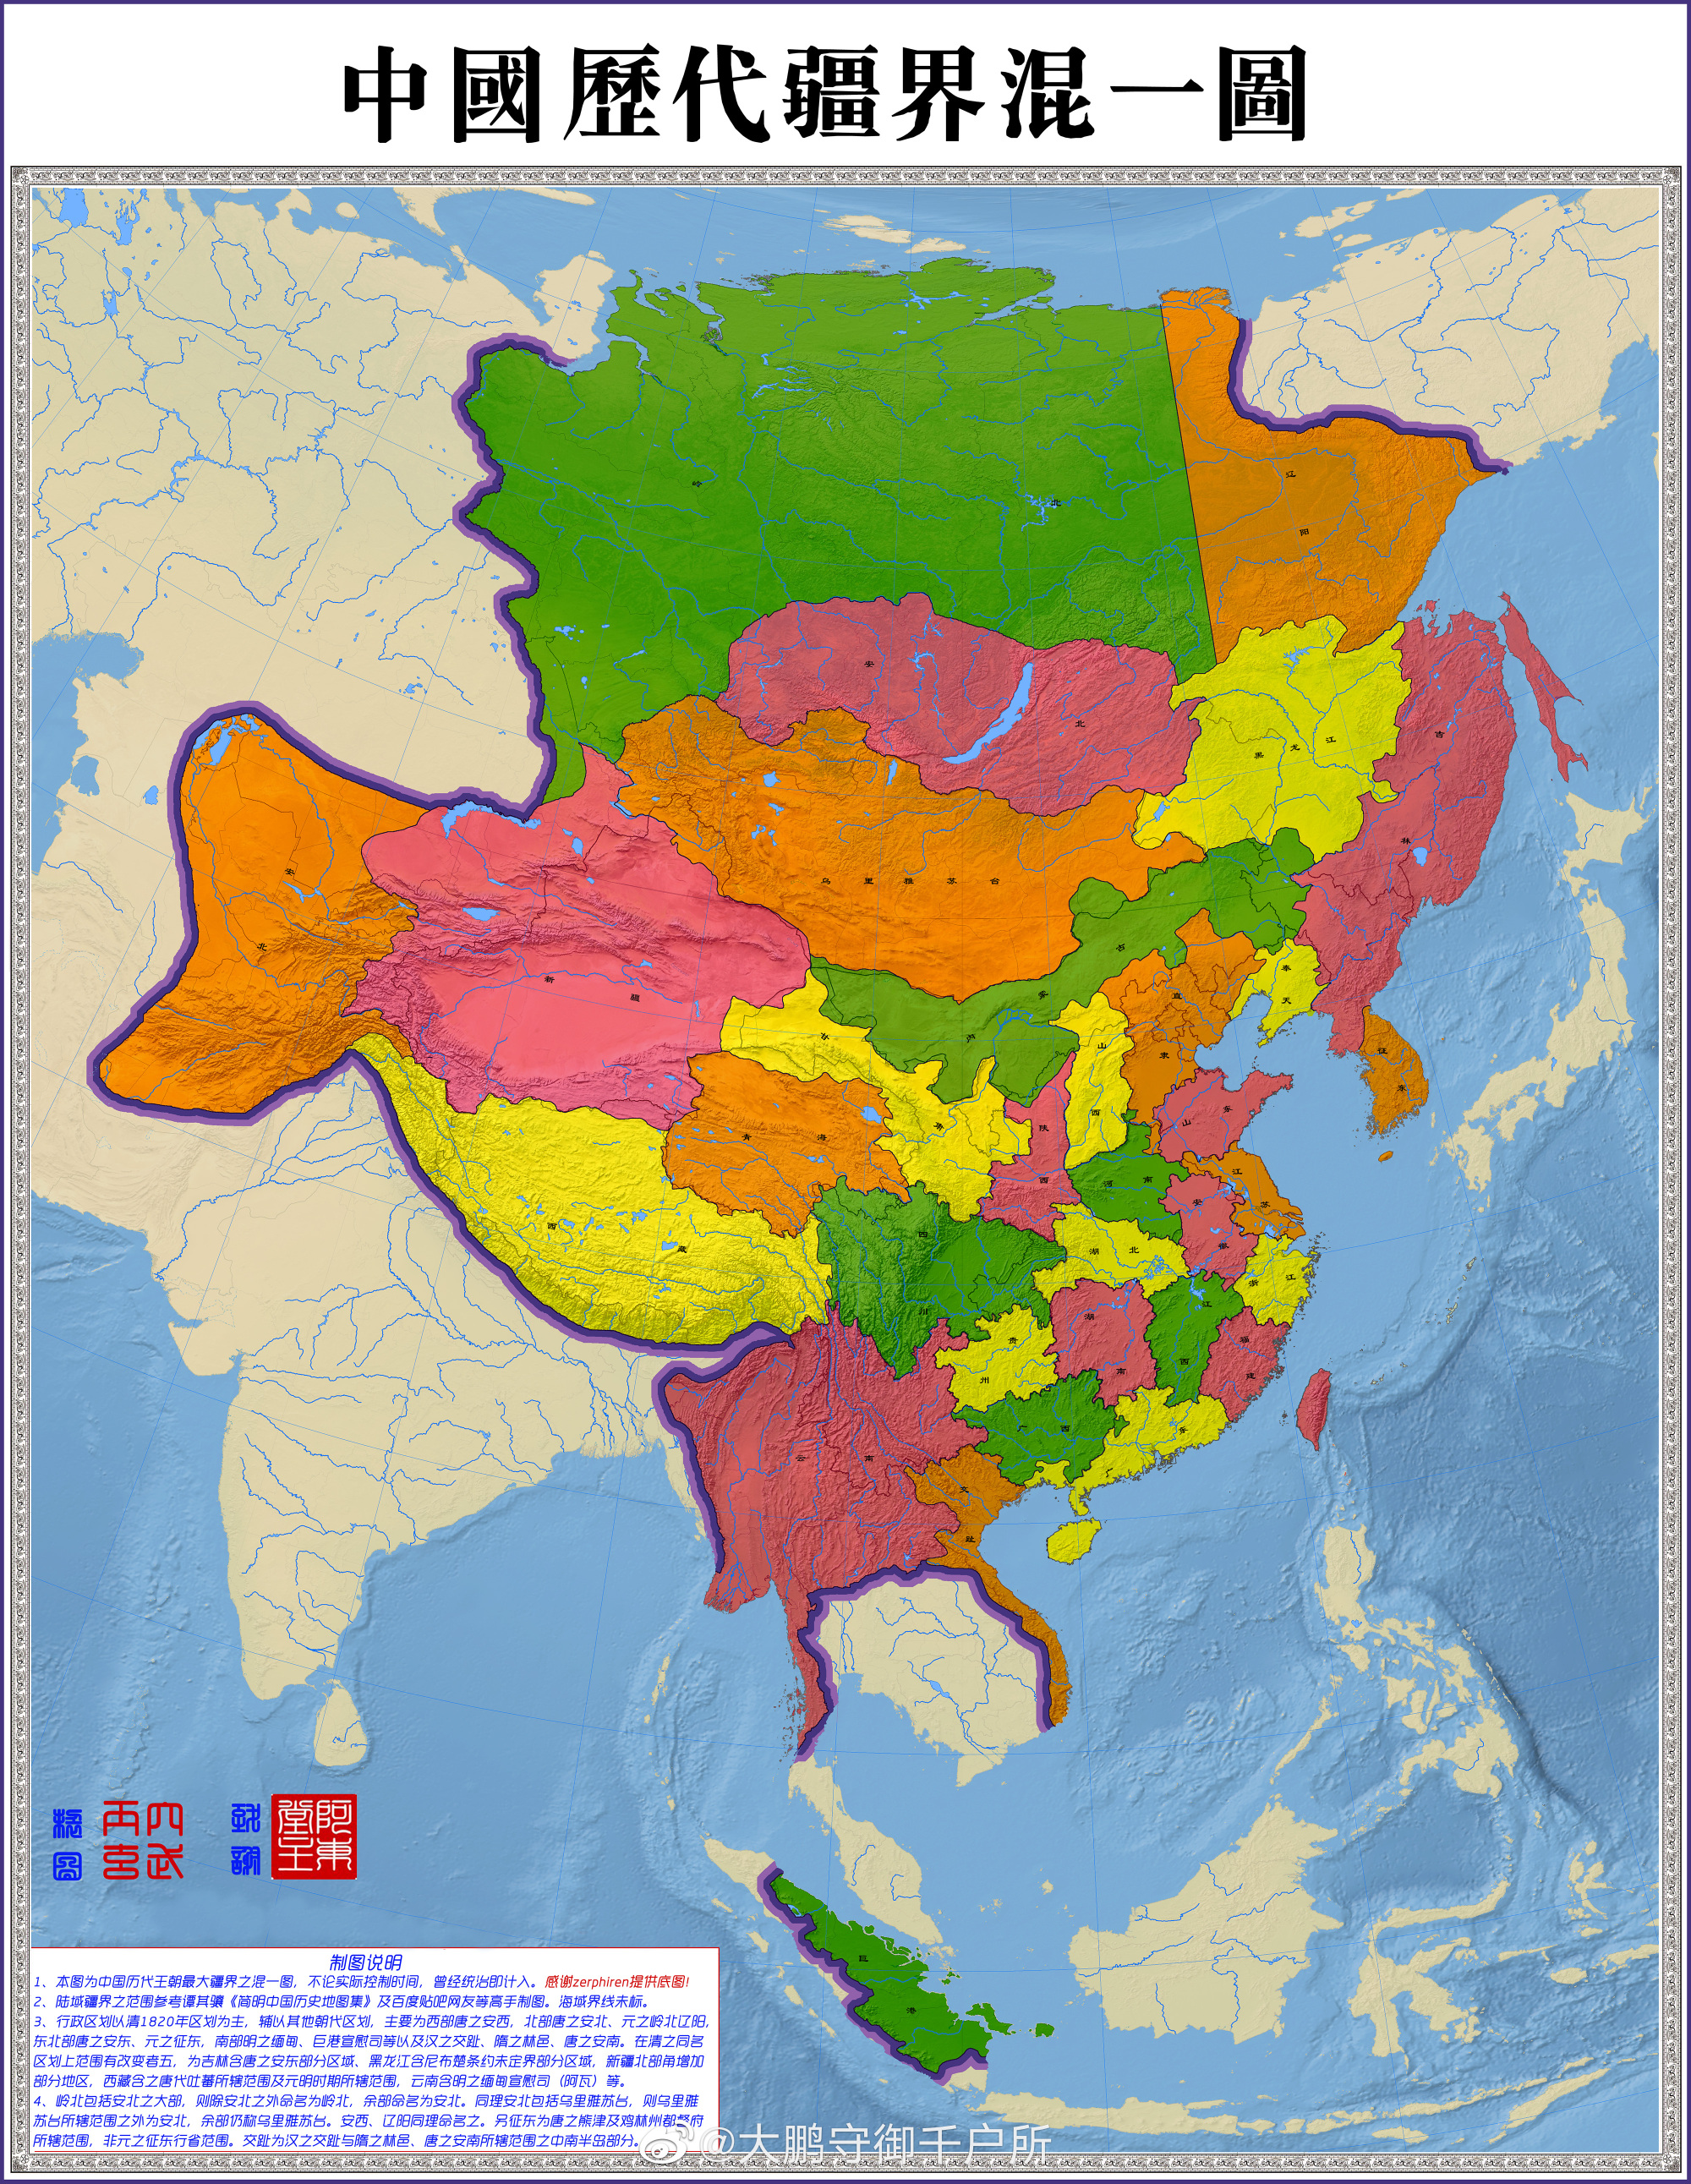 中國歷代疆界混一圖
岭 北
辽
阳
安 北
黑 龙 江
吉
林
乌 里 雅 苏 台
安
北
新 疆
蒙 古
奉
天
直
隶
甘
山
西
征
东
青 海
陕
西
山 东
河 南
江
苏
安
徽
西 藏
四
川
湖 北
浙 江
湖
南
江
西
贵
州
福
建
云 南
广 西
东
交
趾
巨
港
阿東堂主
制图说明
1、本图为中国历代王朝最大疆界之混一图，不论实际控制时间，曾经统治即计入。感谢zerphiren提供底图!
2、陆域疆界之范围参考谭其骧《简明中国历史地图集》及百度贴吧网友等高手制图。海域界线未标。
3、行政区划以清1820年区划为主，辅以其他朝代区划，主要为西部唐之安西，北部唐之安北、元之岭北辽阳，
东北部唐之安东、元之征东，南部明之缅甸、巨港宣慰司等以及汉之交趾、隋之林邑、唐之安南。在清之同名
区划上范围有改变者五，为吉林含唐之安东部分区域、黑龙江含尼布楚条约未定界部分区域，新疆北部角增加
部分地区，西藏含之唐代吐蕃所辖范围及元明时期所辖范围，云南含明之缅甸宣慰司（阿瓦）等。
4、岭北包括安北之大部，则除安北之外命名为岭北，余部命名为安北。同理安北包括乌里雅苏台，则乌里雅
苏台所辖范围之外为安北，余部仍称乌里雅苏台。安西、辽阳同理命名之。另征东为唐之熊津及鸡林州都督府
所辖范围，非元之征东行省范围。交趾为汉之交趾与隋之林邑、唐之安南所辖范围之中南半岛部分。
@大鹏守御千户所